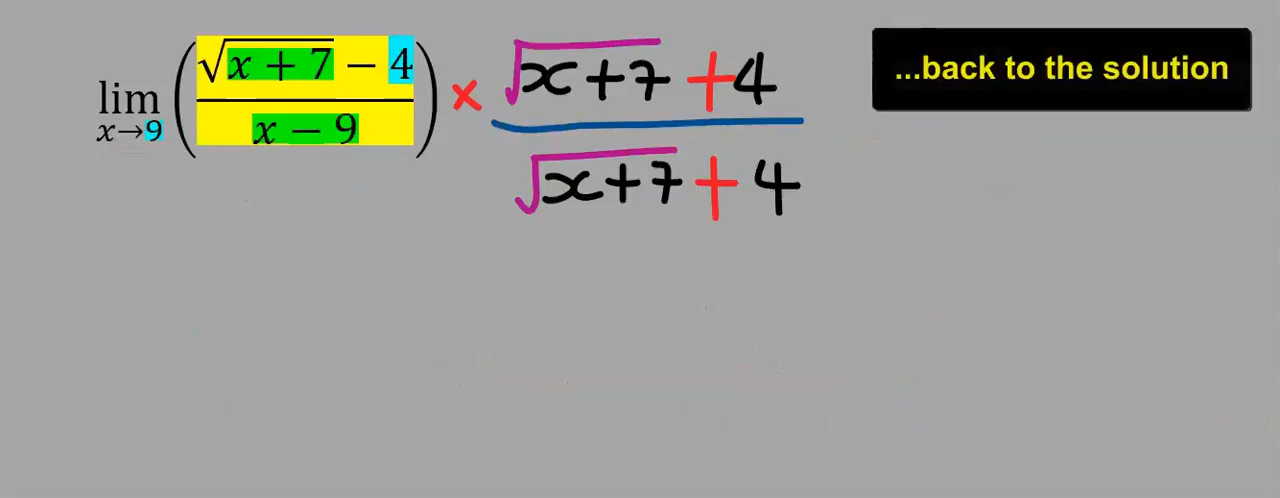 lim x→9 (√(x + 7) − 4 / x − 9) × √(x+7) + 4 / √(x+7) + 4
...back to the solution